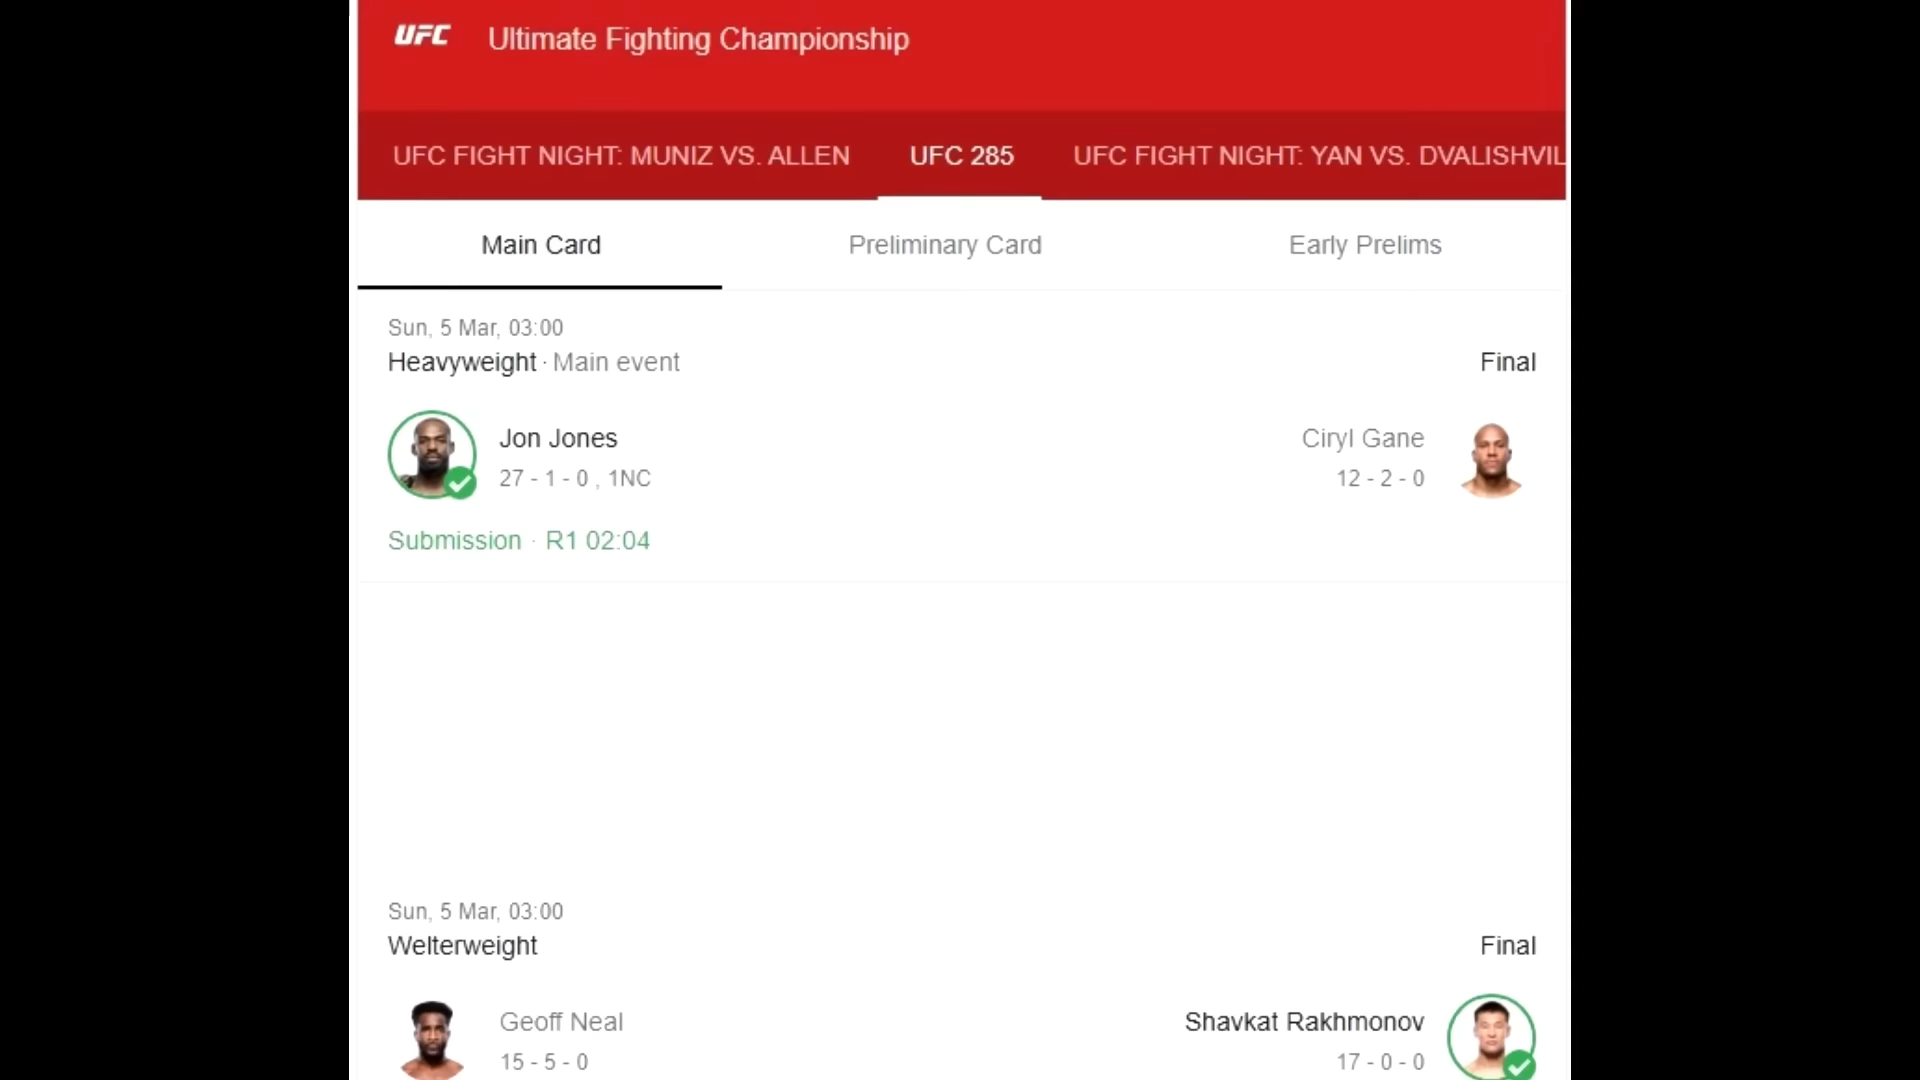 UFC Ultimate Fighting Championship
UFC FIGHT NIGHT: MUNIZ VS. ALLEN UFC 285 UFC FIGHT NIGHT: YAN VS. DVALISHVIL
Main Card Preliminary Card Early Prelims
Sun, 5 Mar, 03:00
Heavyweight · Main event Final
Jon Jones Ciryl Gane
27 - 1 - 0 , 1NC 12 - 2 - 0
Submission · R1 02:04
Sun, 5 Mar, 03:00
Welterweight Final
Geoff Neal Shavkat Rakhmonov
15 - 5 - 0 17 - 0 - 0